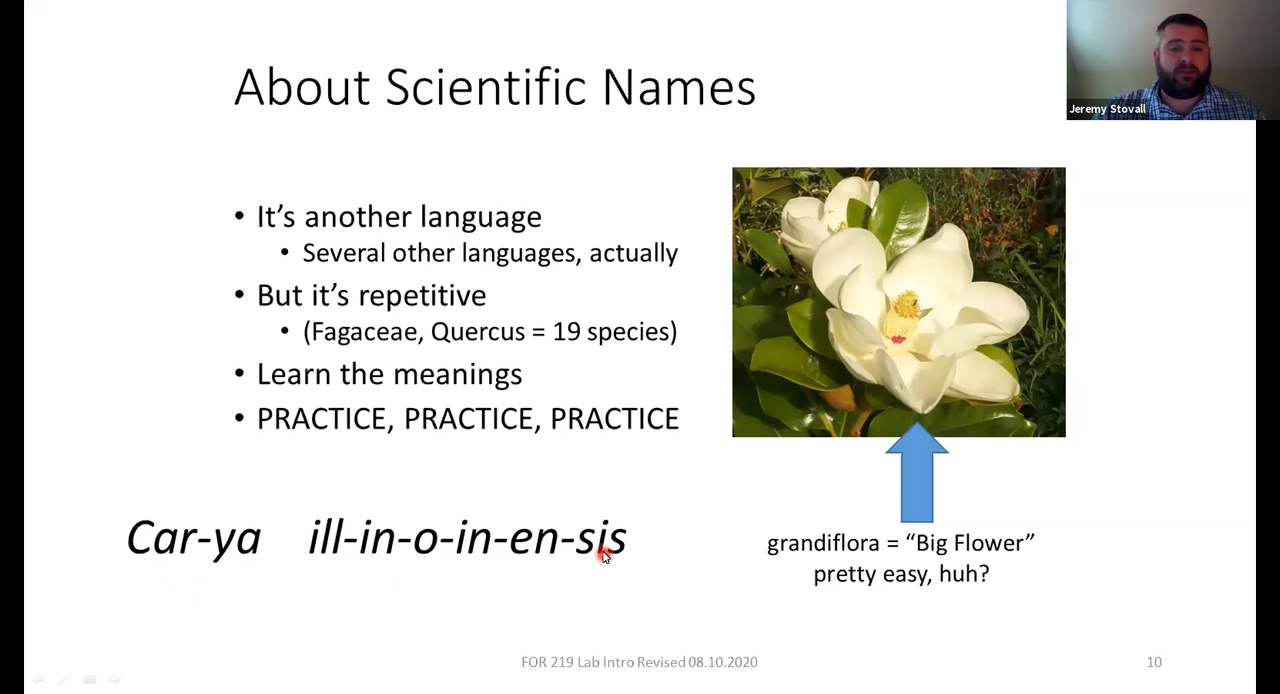 About Scientific Names
Jeremy Stovall
• It's another language
• Several other languages, actually
• But it's repetitive
• (Fagaceae, Quercus = 19 species)
• Learn the meanings
• PRACTICE, PRACTICE, PRACTICE
Car-ya ill-in-o-in-en-sis
grandiflora = “Big Flower”
pretty easy, huh?
FOR 219 Lab Intro Revised 08.10.2020
10